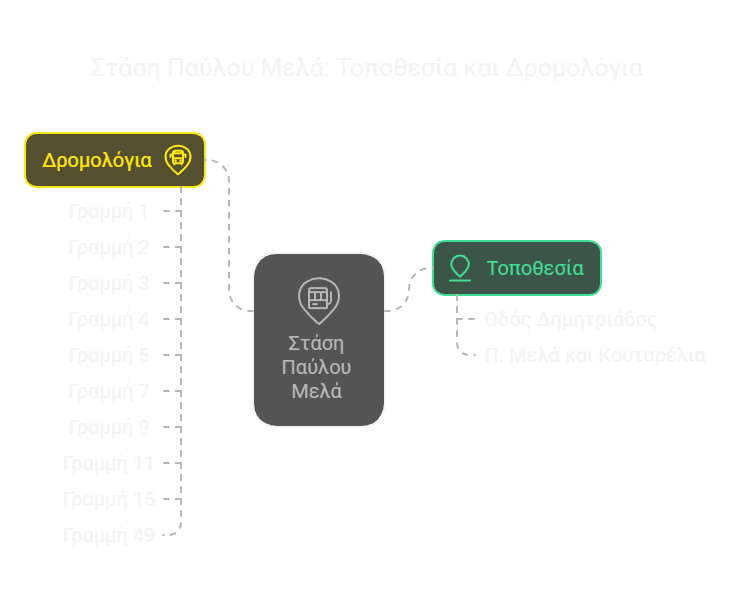 Στάση Παύλου Μελά: Τοποθεσία και Δρομολόγια
Δρομολόγια
Γραμμή 1
Γραμμή 2
Γραμμή 3
Γραμμή 4
Γραμμή 5
Γραμμή 7
Γραμμή 9
Γραμμή 11
Γραμμή 15
Γραμμή 49
Στάση
Παύλου
Μελά
Τοποθεσία
Οδός Δημητριάδος
Π. Μελά και Κουταρέλια